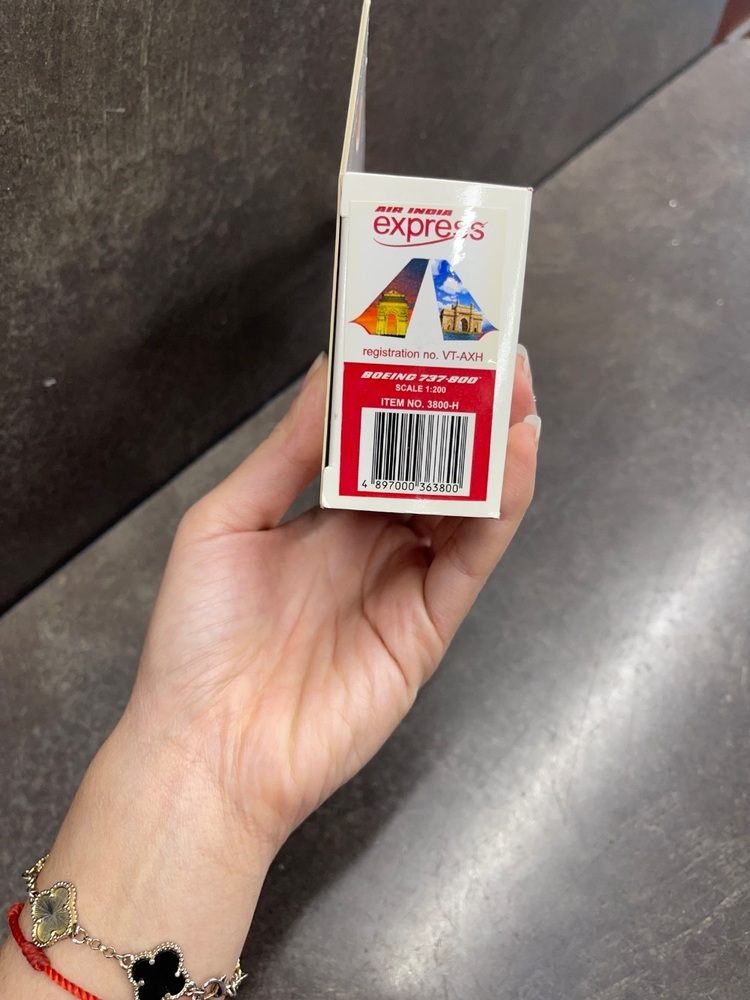 AIR INDIA
express
registration no. VT-AXH
BOEING 737-800
SCALE 1:200
ITEM NO. 3800-H
4 897000 363800